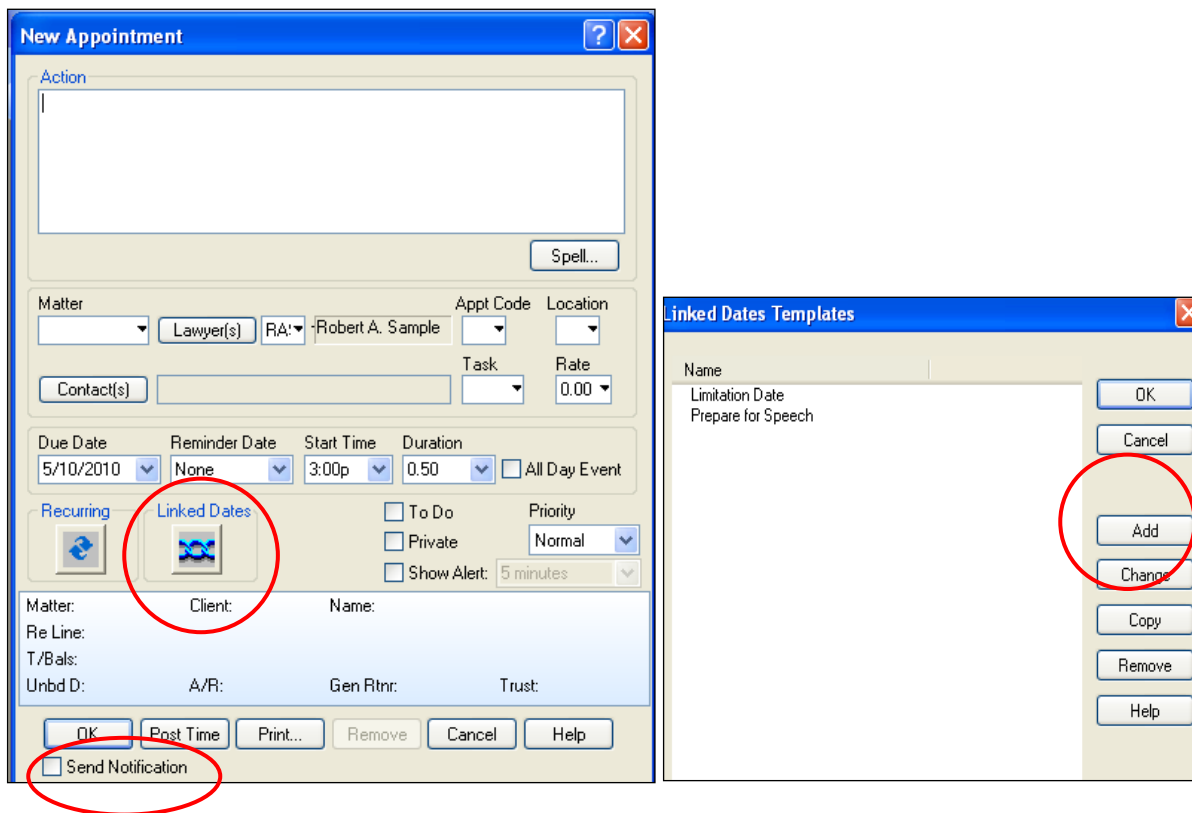 New Appointment
Action
Spell...
Matter
Appt Code Location
Lawyer(s) RA: -Robert A. Sample
Task Rate
Contact(s) 0.00
Due Date Reminder Date Start Time Duration
5/10/2010 None 3:00p 0.50 All Day Event
Recurring Linked Dates To Do Priority
Private Normal
Show Alert: 5 minutes
Matter: Client: Name:
Re Line:
T/Bals:
Unbd D: A/R: Gen Rtnr: Trust:
OK Post Time Print... Remove Cancel Help
Send Notification
Linked Dates Templates
Name
Limitation Date
Prepare for Speech
OK
Cancel
Add
Change
Copy
Remove
Help